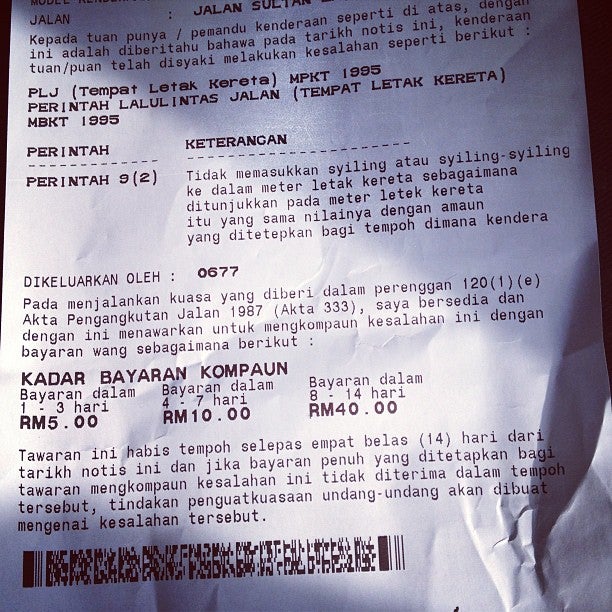 MODEL KENDERAAN
JALAN : JALAN SULTAN
Kepada tuan punya / pemandu kenderaan seperti di atas, dengan
ini adalah diberitahu bahawa pada tarikh notis ini, kenderaan
tuan/puan telah disyaki melakukan kesalahan seperti berikut :
PLJ (Tempat Letak Kereta) MPKT 1995
PERINTAH LALULINTAS JALAN (TEMPAT LETAK KERETA)
MBKT 1995
PERINTAH KETERANGAN
PERINTAH 9(2) Tidak memasukkan syiling atau syiling-syiling
ke dalam meter letak kereta sebagaimana
ditunjukkan pada meter letek kereta
itu yang sama nilainya dengan amaun
yang ditetepkan bagi tempoh dimana kendera
DIKELUARKAN OLEH : 0677
Pada menjalankan kuasa yang diberi dalam perenggan 120(1)(e)
Akta Pengangkutan Jalan 1987 (Akta 333), saya bersedia dan
dengan ini menawarkan untuk mengkompaun kesalahan ini dengan
bayaran wang sebagaimana berikut :
KADAR BAYARAN KOMPAUN
Bayaran dalam Bayaran dalam Bayaran dalam
1 - 3 hari 4 - 7 hari 8 - 14 hari
RM5.00 RM10.00 RM40.00
Tawaran ini habis tempoh selepas empat belas (14) hari dari
tarikh notis ini dan jika bayaran penuh yang ditetapkan bagi
tawaran mengkompaun kesalahan ini tidak diterima dalam tempoh
tersebut, tindakan penguatkuasaan undang-undang akan dibuat
mengenai kesalahan tersebut.